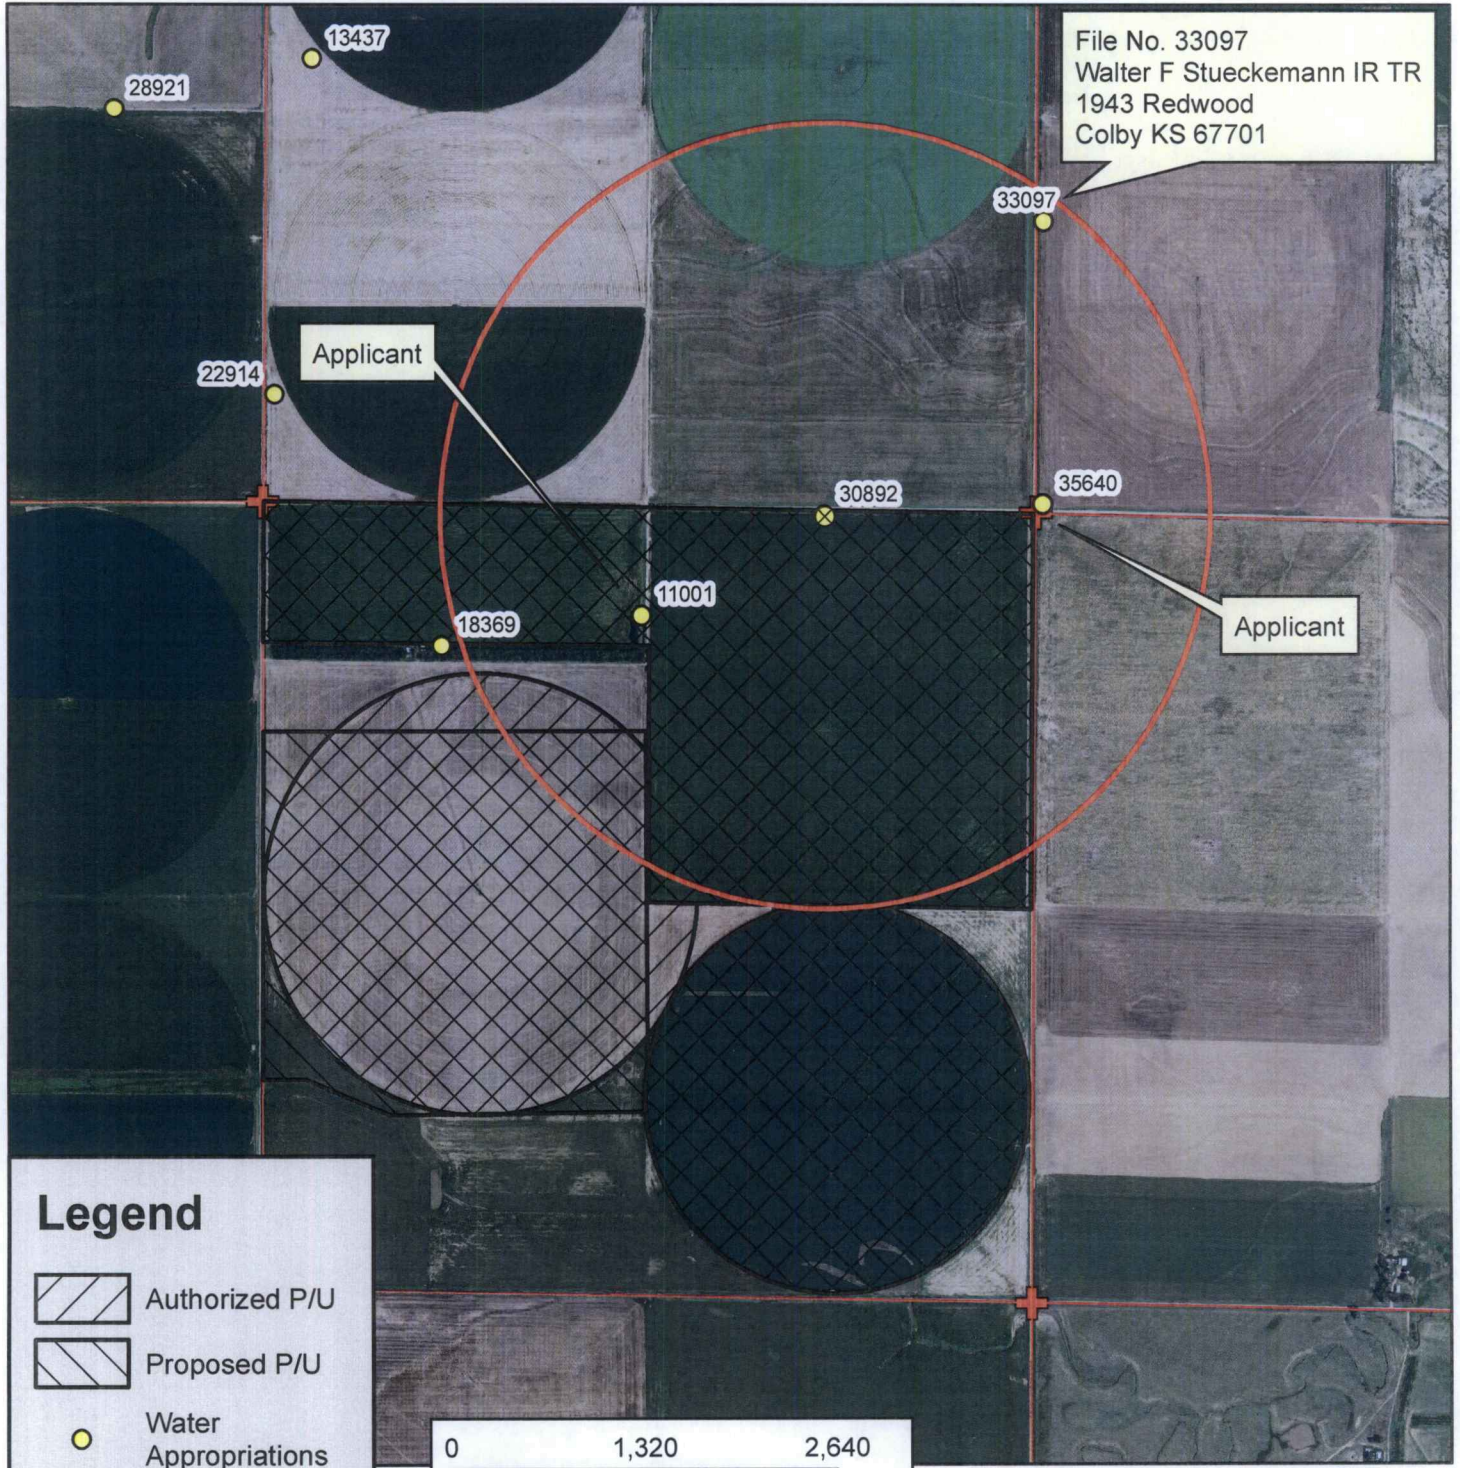 13437
28921
File No. 33097
Walter F Stueckemann IR TR
1943 Redwood
Colby KS 67701
33097
Applicant
22914
30892
35640
11001
18369
Applicant
Legend
Authorized P/U
Proposed P/U
Water
Appropriations
0 1,320 2,640